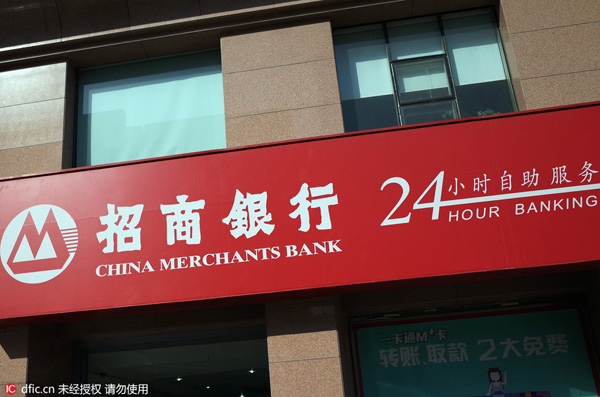 招商銀行
CHINA MERCHANTS BANK
24小时自助服务
HOUR BANKING
一卡通M+卡
转账、取款 2大免费
IC dfic.cn 未经授权 请勿使用